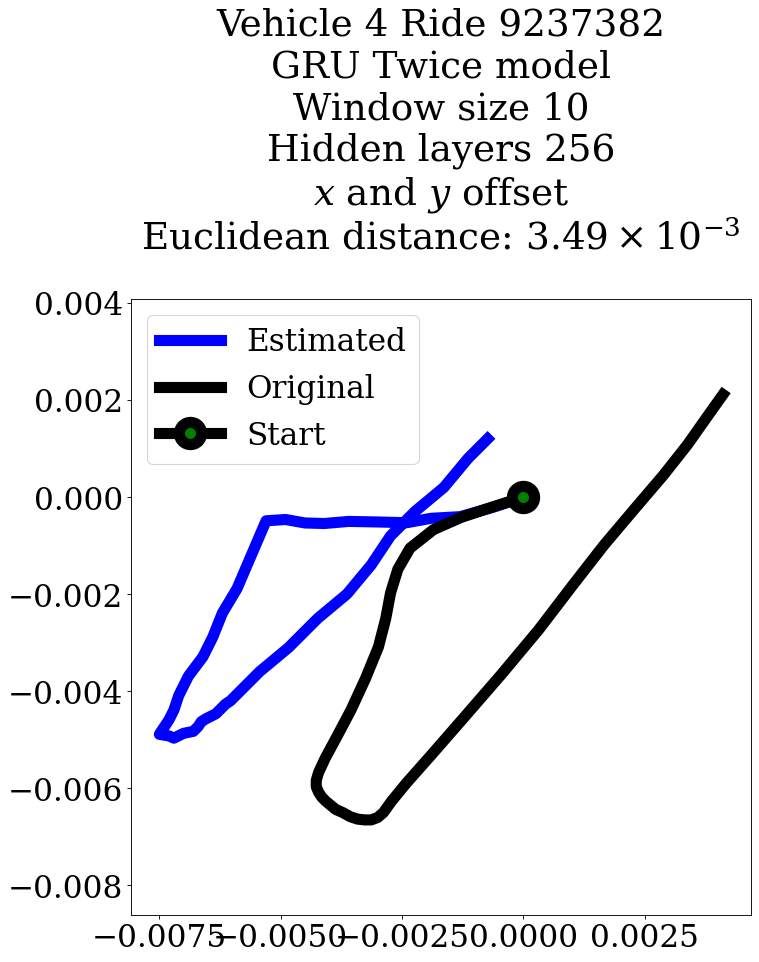 Vehicle 4 Ride 9237382
GRU Twice model
Window size 10
Hidden layers 256
x and y offset
Euclidean distance: 3.49 × 10⁻³
0.004
Estimated
Original
Start
0.002
0.000
−0.002
−0.004
−0.006
−0.008
−0.0075 −0.0050 −0.0025 0.0000 0.0025